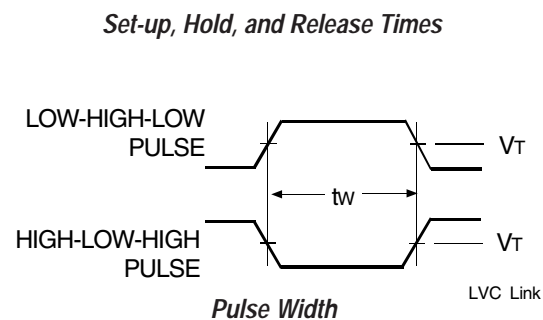 Set-up, Hold, and Release Times
LOW-HIGH-LOW
PULSE
VT
tW
HIGH-LOW-HIGH
PULSE
VT
LVC Link
Pulse Width